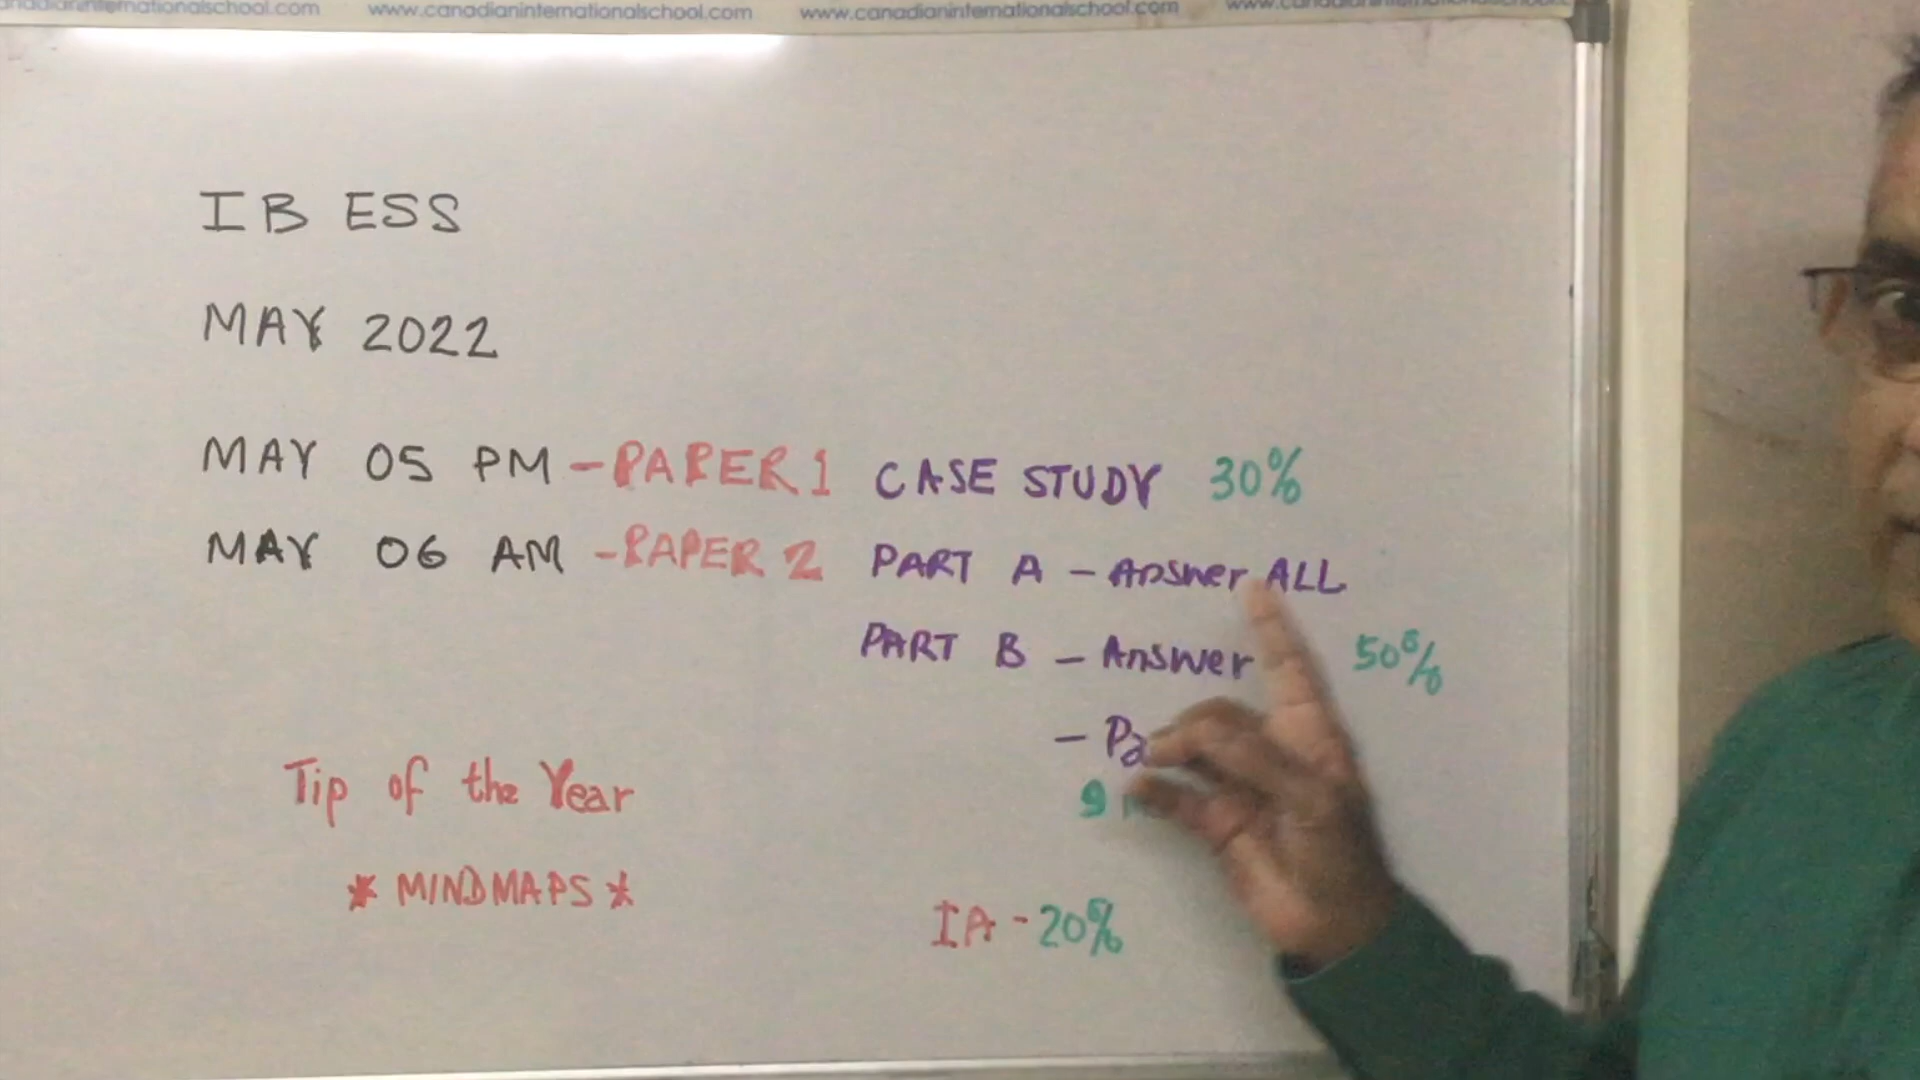 www.canadianinternationalschool.com www.canadianinternationalschool.com
IB ESS
MAY 2022
MAY 05 PM - PAPER 1 CASE STUDY 30%
MAY 06 AM - PAPER 2 PART A - Answer ALL
PART B - Answer 50%
-
9
Tip of the Year
* MINDMAPS *
IA - 20%